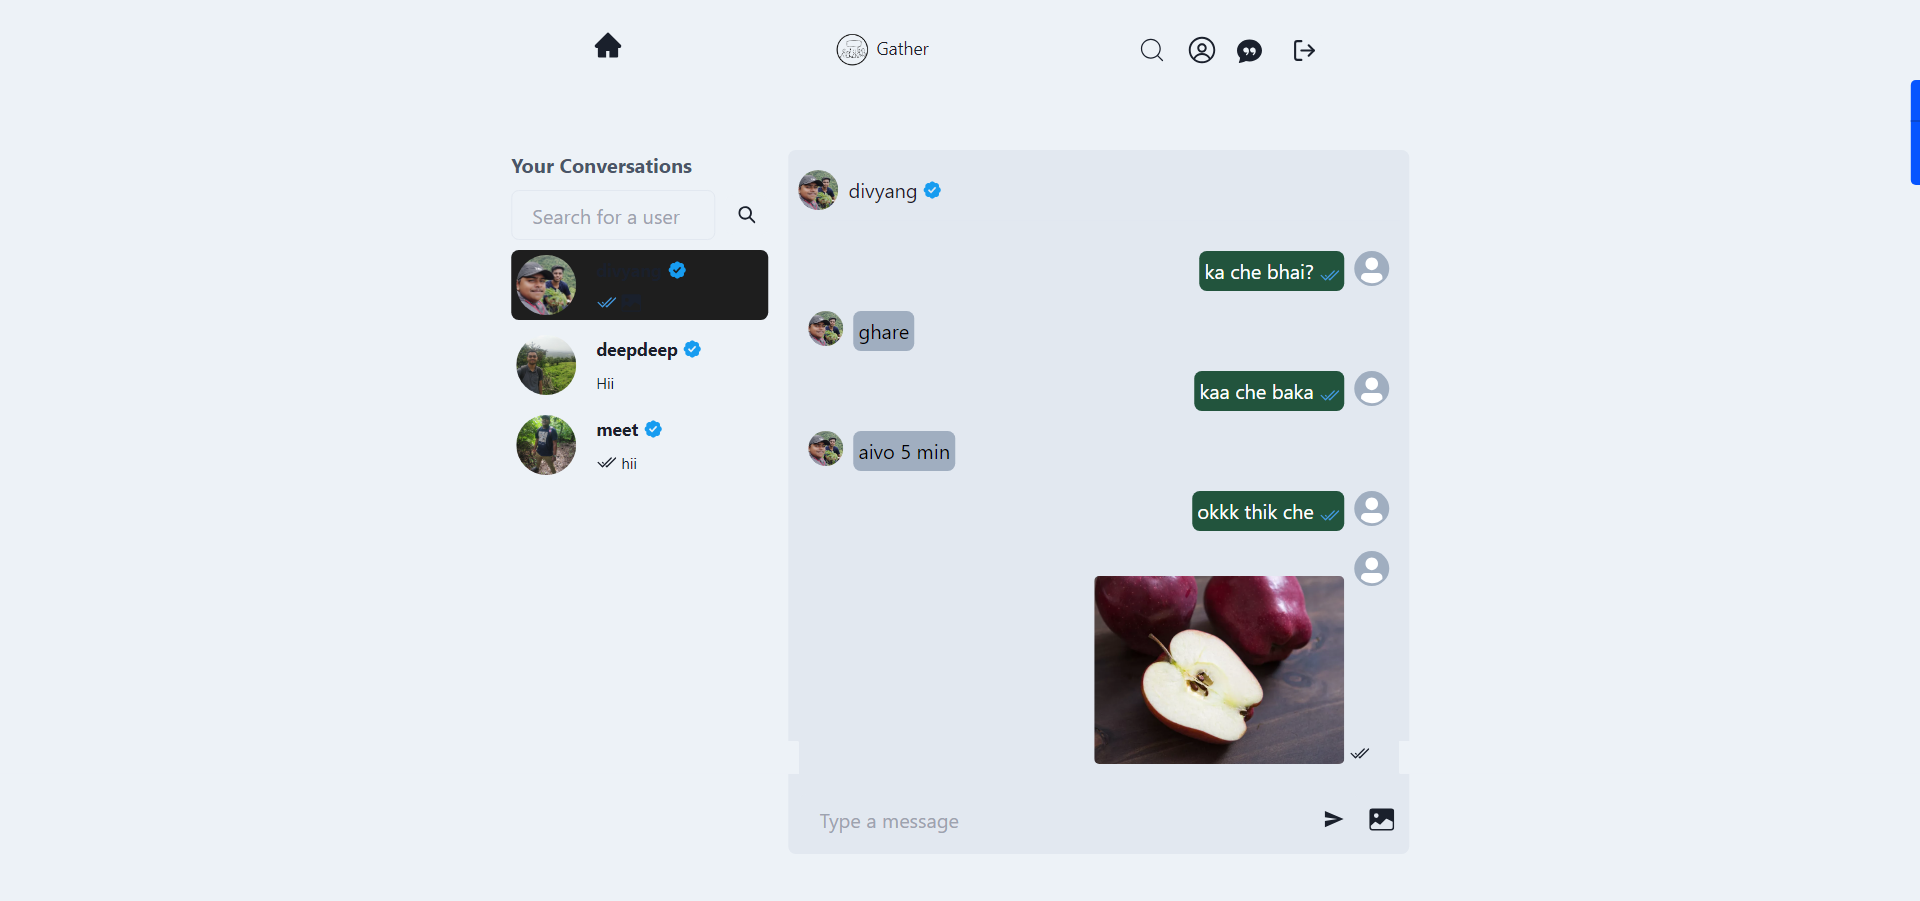 Gather
Your Conversations
Search for a user
deepdeep
Hii
meet
hii
divyang
ka che bhai?
ghare
kaa che baka
aivo 5 min
okkk thik che
Type a message